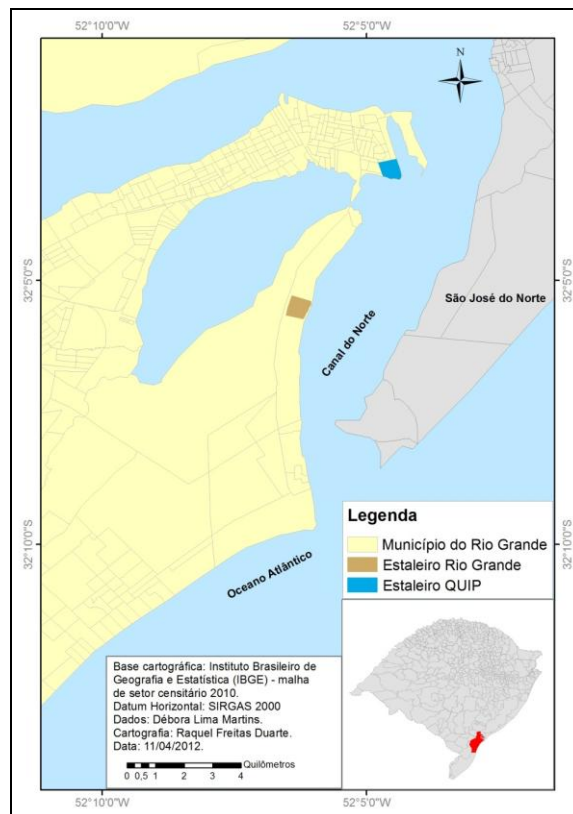 52°10'0"W
52°5'0"W
N
32°5'0"S
32°5'0"S
São José do Norte
Canal do Norte
Legenda
Município do Rio Grande
Estaleiro Rio Grande
Estaleiro QUIP
32°10'0"S
32°10'0"S
Oceano Atlântico
Base cartográfica: Instituto Brasileiro de
Geografia e Estatística (IBGE) - malha
de setor censitário 2010.
Datum Horizontal: SIRGAS 2000
Dados: Débora Lima Martins.
Cartografia: Raquel Freitas Duarte.
Data: 11/04/2012.
Quilômetros
0 0,5 1 2 3 4
52°10'0"W
52°5'0"W